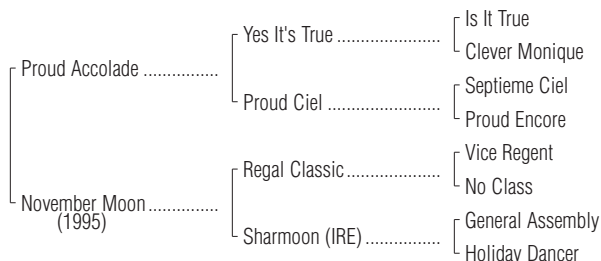 Is It True
Yes It's True ......................
Clever Monique
Proud Accolade ................
Septieme Ciel
Proud Ciel ........................
Proud Encore
Vice Regent
Regal Classic.....................
No Class
November Moon...............
(1995)
General Assembly
Sharmoon (IRE) ................
Holiday Dancer